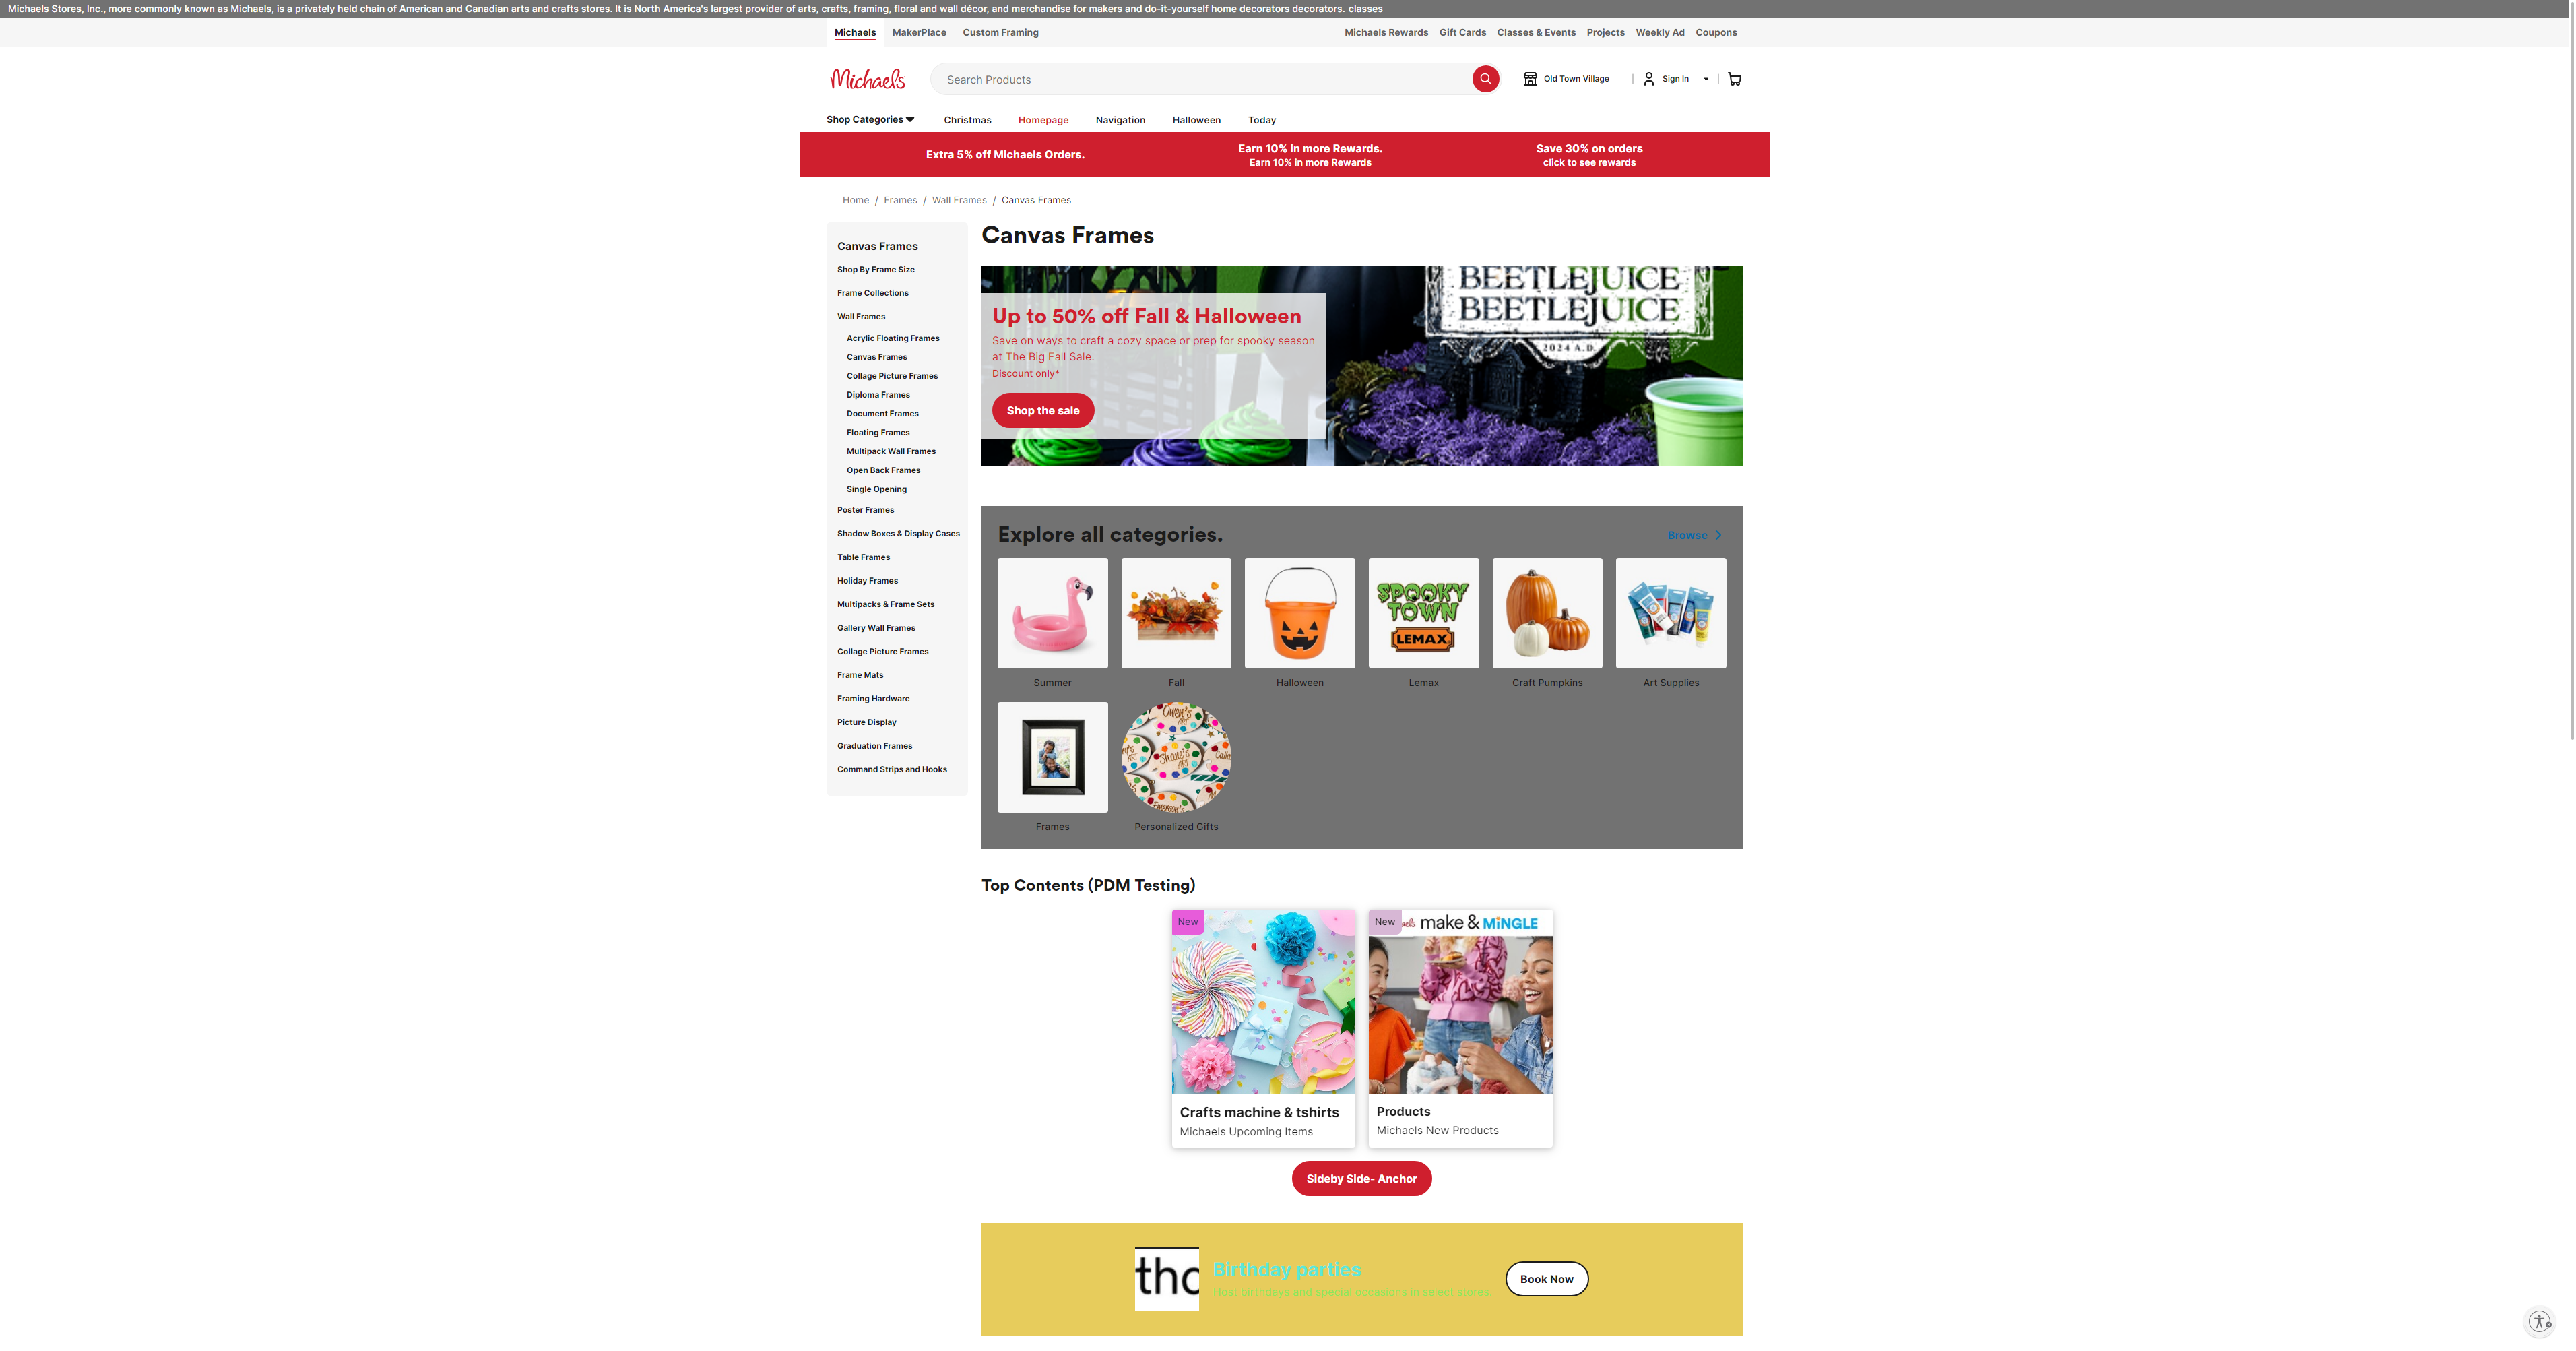 Michaels Stores, Inc., more commonly known as Michaels, is a privately held chain of American and Canadian arts and crafts stores. It is North America's largest provider of arts, crafts, framing, floral and wall décor, and merchandise for makers and do-it-yourself home decorators decorators. classes
Michaels MakerPlace Custom Framing Michaels Rewards Gift Cards Classes & Events Projects Weekly Ad Coupons
Michaels Search Products Old Town Village | Sign In |
Shop Categories Christmas Homepage Navigation Halloween Today
Extra 5% off Michaels Orders.
Earn 10% in more Rewards.
Earn 10% in more Rewards
Save 30% on orders
click to see rewards
Home / Frames / Wall Frames / Canvas Frames
Canvas Frames
Shop By Frame Size
Frame Collections
Wall Frames
Acrylic Floating Frames
Canvas Frames
Collage Picture Frames
Diploma Frames
Document Frames
Floating Frames
Multipack Wall Frames
Open Back Frames
Single Opening
Poster Frames
Shadow Boxes & Display Cases
Table Frames
Holiday Frames
Multipacks & Frame Sets
Gallery Wall Frames
Collage Picture Frames
Frame Mats
Framing Hardware
Picture Display
Graduation Frames
Command Strips and Hooks
Canvas Frames
Up to 50% off Fall & Halloween
Save on ways to craft a cozy space or prep for spooky season
at The Big Fall Sale.
Discount only*
Shop the sale
BEETLEJUICE
BEETLEJUICE
2024 A.D.
Explore all categories.
Browse
SPOOKY
TOWN
LEMAX
Summer Fall Halloween Lemax Craft Pumpkins Art Supplies
Owen's
ART
Shane's
ART
Emerson's
Frames Personalized Gifts
Top Contents (PDM Testing)
New
New
make & MiNGLE
Crafts machine & tshirts
Michaels Upcoming Items
Products
Michaels New Products
Sideby Side- Anchor
Birthday parties
Host birthdays and special occasions in select stores.
Book Now